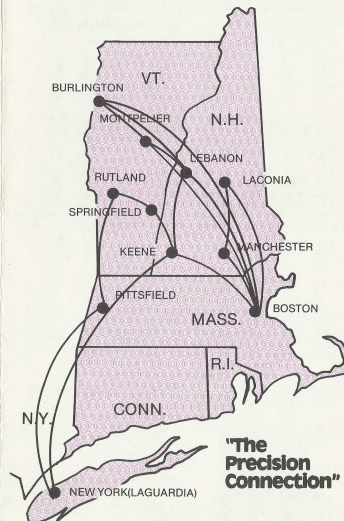 VT.
BURLINGTON
MONTPELIER
N.H.
LEBANON
RUTLAND
LACONIA
SPRINGFIELD
KEENE
MANCHESTER
PITTSFIELD
BOSTON
MASS.
R.I.
CONN.
N.Y.
"The
Precision
Connection"
NEW YORK(LAGUARDIA)